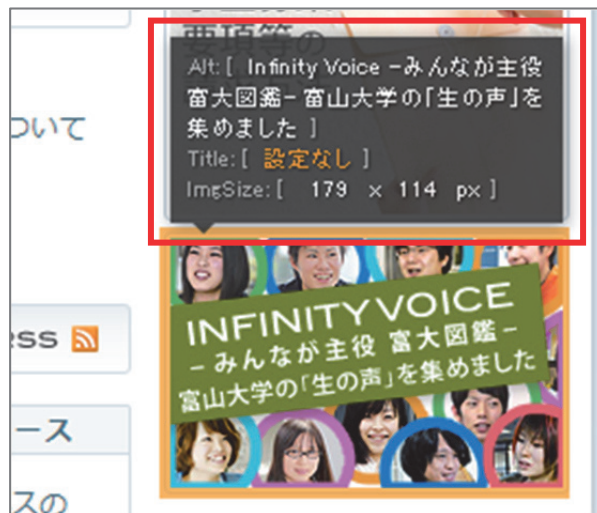 要項等の
Alt:[ Infinity Voice －みんなが主役
富大図鑑－ 富山大学の「生の声」を
集めました ]
Title:[ 設定なし ]
ImgSize:[ 179 x 114 px ]
ついて
INFINITY VOICE
－みんなが主役 富大図鑑－
富山大学の「生の声」を集めました
ess
ース
スの